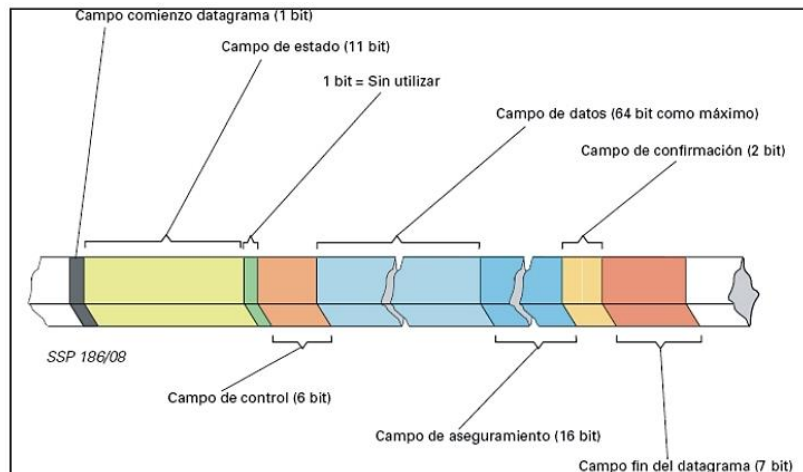 Campo comienzo datagrama (1 bit)
Campo de estado (11 bit)
1 bit = Sin utilizar
Campo de datos (64 bit como máximo)
Campo de confirmación (2 bit)
SSP 186/08
Campo de control (6 bit)
Campo de aseguramiento (16 bit)
Campo fin del datagrama (7 bit)